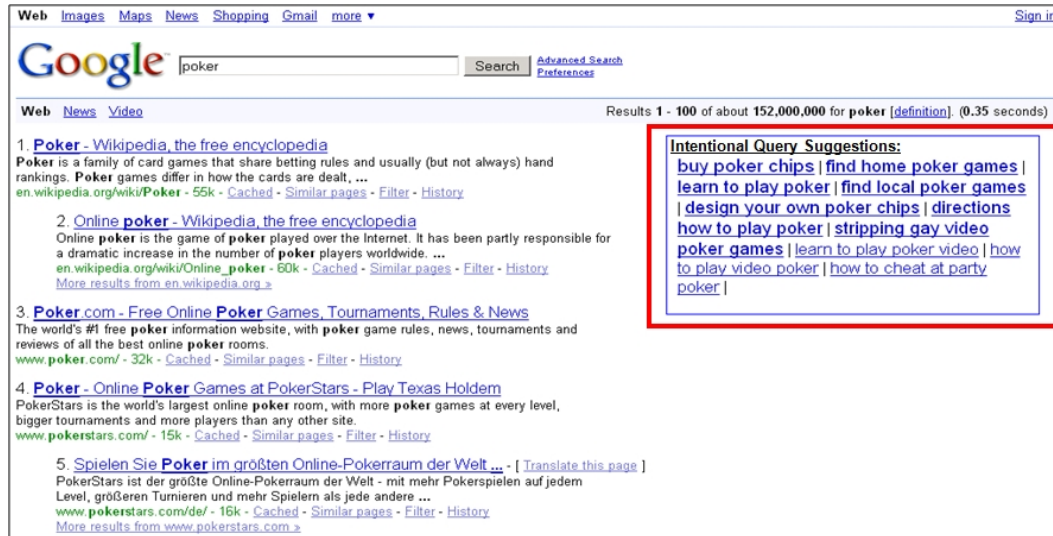 Web Images Maps News Shopping Gmail more ▼ Sign in
Google poker Search Advanced Search
Preferences
Web News Video Results 1 - 100 of about 152,000,000 for poker [definition]. (0.35 seconds)
1. Poker - Wikipedia, the free encyclopedia
Poker is a family of card games that share betting rules and usually (but not always) hand
rankings. Poker games differ in how the cards are dealt, ...
en.wikipedia.org/wiki/Poker - 55k - Cached - Similar pages - Filter - History
2. Online poker - Wikipedia, the free encyclopedia
Online poker is the game of poker played over the Internet. It has been partly responsible for
a dramatic increase in the number of poker players worldwide. ...
en.wikipedia.org/wiki/Online_poker - 60k - Cached - Similar pages - Filter - History
More results from en.wikipedia.org »
3. Poker.com - Free Online Poker Games, Tournaments, Rules & News
The world's #1 free poker information website, with poker game rules, news, tournaments and
reviews of all the best online poker rooms.
www.poker.com/ - 32k - Cached - Similar pages - Filter - History
4. Poker - Online Poker Games at PokerStars - Play Texas Holdem
PokerStars is the world's largest online poker room, with more poker games at every level,
bigger tournaments and more players than any other site.
www.pokerstars.com/ - 15k - Cached - Similar pages - Filter - History
5. Spielen Sie Poker im größten Online-Pokerraum der Welt ... - [ Translate this page ]
PokerStars ist der größte Online-Pokerraum der Welt - mit mehr Pokerspielen auf jedem
Level, größeren Turnieren und mehr Spielern als jede andere ...
www.pokerstars.com/de/ - 16k - Cached - Similar pages - Filter - History
More results from www.pokerstars.com »
Intentional Query Suggestions:
buy poker chips | find home poker games |
learn to play poker | find local poker games
| design your own poker chips | directions
how to play poker | stripping gay video
poker games | learn to play poker video | how
to play video poker | how to cheat at party
poker |